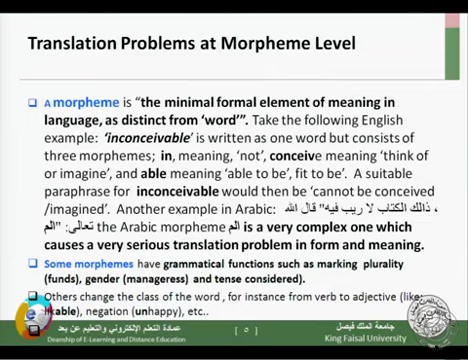 Translation Problems at Morpheme Level
A morpheme is "the minimal formal element of meaning in
language, as distinct from 'word'". Take the following English
example: 'inconceivable' is written as one word but consists of
three morphemes; in, meaning, 'not', conceive meaning 'think of
or imagine', and able meaning 'able to be', fit to be'. A suitable
paraphrase for inconceivable would then be 'cannot be conceived
/imagined'. Another example in Arabic: قال الله "ذالك الكتاب لا ريب فيه ،
تعالى: "الم the Arabic morpheme الم is a very complex one which
causes a very serious translation problem in form and meaning.
Some morphemes have grammatical functions such as marking plurality
(funds), gender (manageress) and tense considered).
Others change the class of the word , for instance from verb to adjective (like:
likable), negation (unhappy), etc..
عمادة التعلم الإلكتروني والتعليم عن بعد
[ ٥ ]
جامعة الملك فيصل
Deanship of E-Learning and Distance Education
King Faisal University